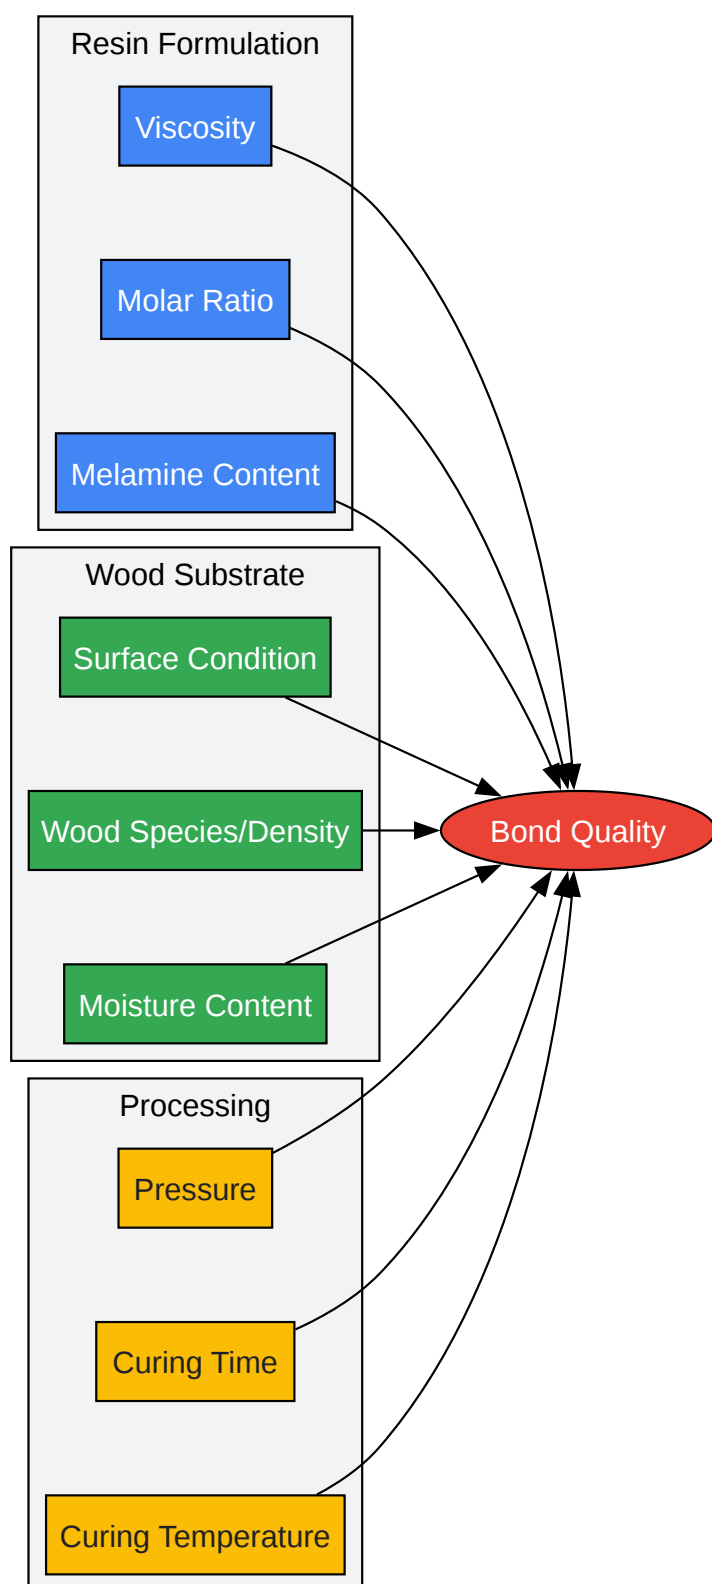 Resin Formulation
Viscosity
Molar Ratio
Melamine Content
Wood Substrate
Surface Condition
Wood Species/Density
Bond Quality
Moisture Content
Processing
Pressure
Curing Time
Curing Temperature